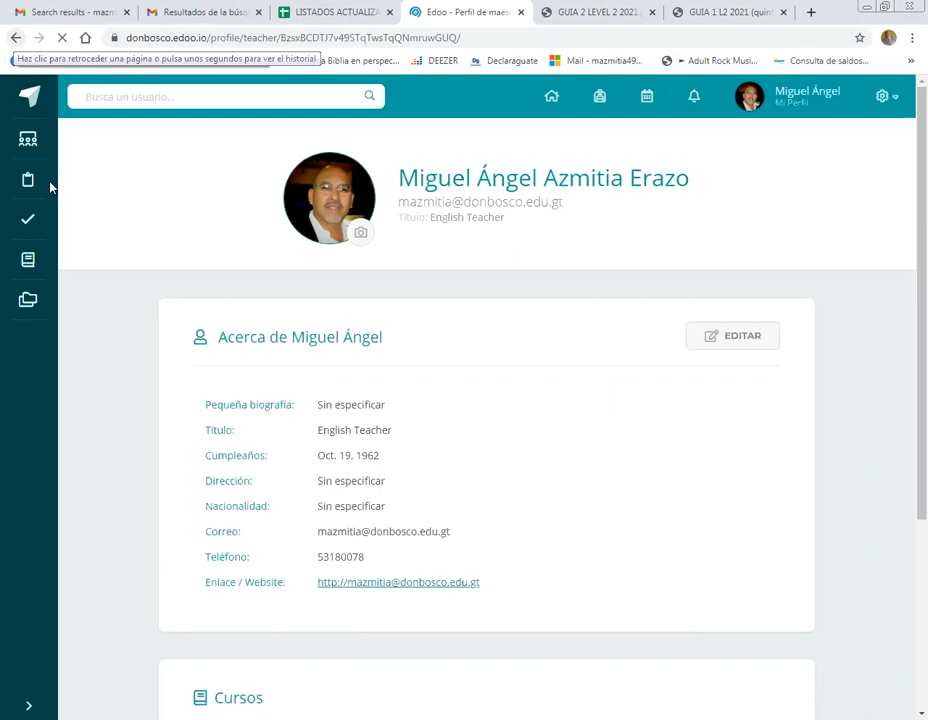 Search results - mazm
Resultados de la búsq
LISTADOS ACTUALIZA
Edoo - Perfil de maes
GUIA 2 LEVEL 2 2021
GUIA 1 L2 2021 (quin
donbosco.edoo.io/profile/teacher/BzsxBCDTJ7v49STqTwsTqQNmruwGUQ/
Haz clic para retroceder una página o pulsa unos segundos para ver el historial
a Biblia en perspec...
DEEZER
Declaraguate
Mail - mazmitia49...
► Adult Rock Musi...
Consulta de saldos...
»
Busca un usuario...
Miguel Ángel
Mi Perfil
Miguel Ángel Azmitia Erazo
mazmitia@donbosco.edu.gt
Título: English Teacher
Acerca de Miguel Ángel
EDITAR
Pequeña biografía: Sin especificar
Título: English Teacher
Cumpleaños: Oct. 19, 1962
Dirección: Sin especificar
Nacionalidad: Sin especificar
Correo: mazmitia@donbosco.edu.gt
Teléfono: 53180078
Enlace / Website: http://mazmitia@donbosco.edu.gt
Cursos